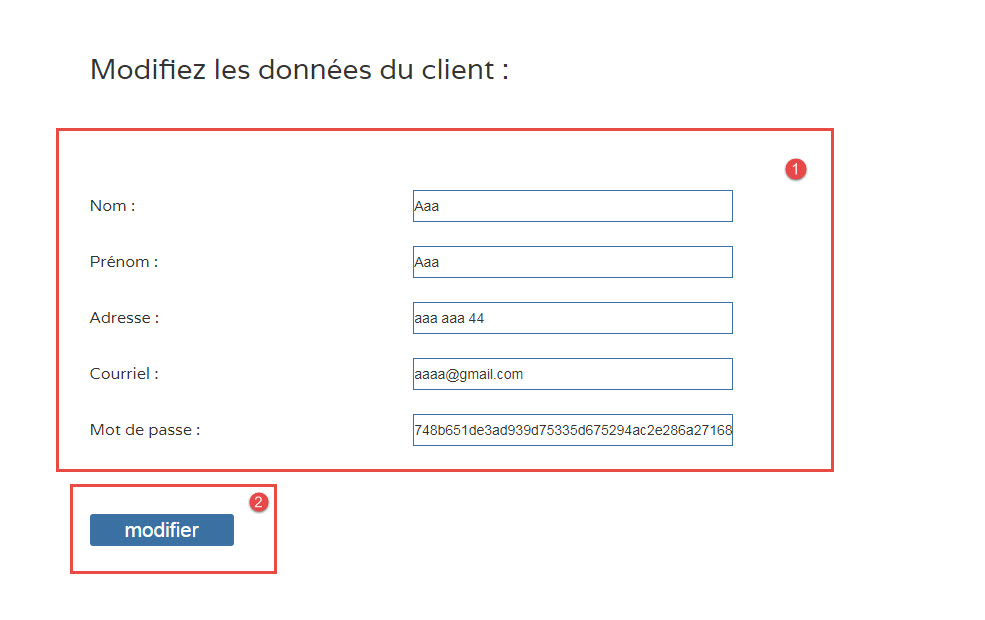 Modifiez les données du client :
1
Nom : Aaa
Prénom : Aaa
Adresse : aaa aaa 44
Courriel : aaaa@gmail.com
Mot de passe : 748b651de3ad939d75335d675294ac2e286a27168
2
modifier